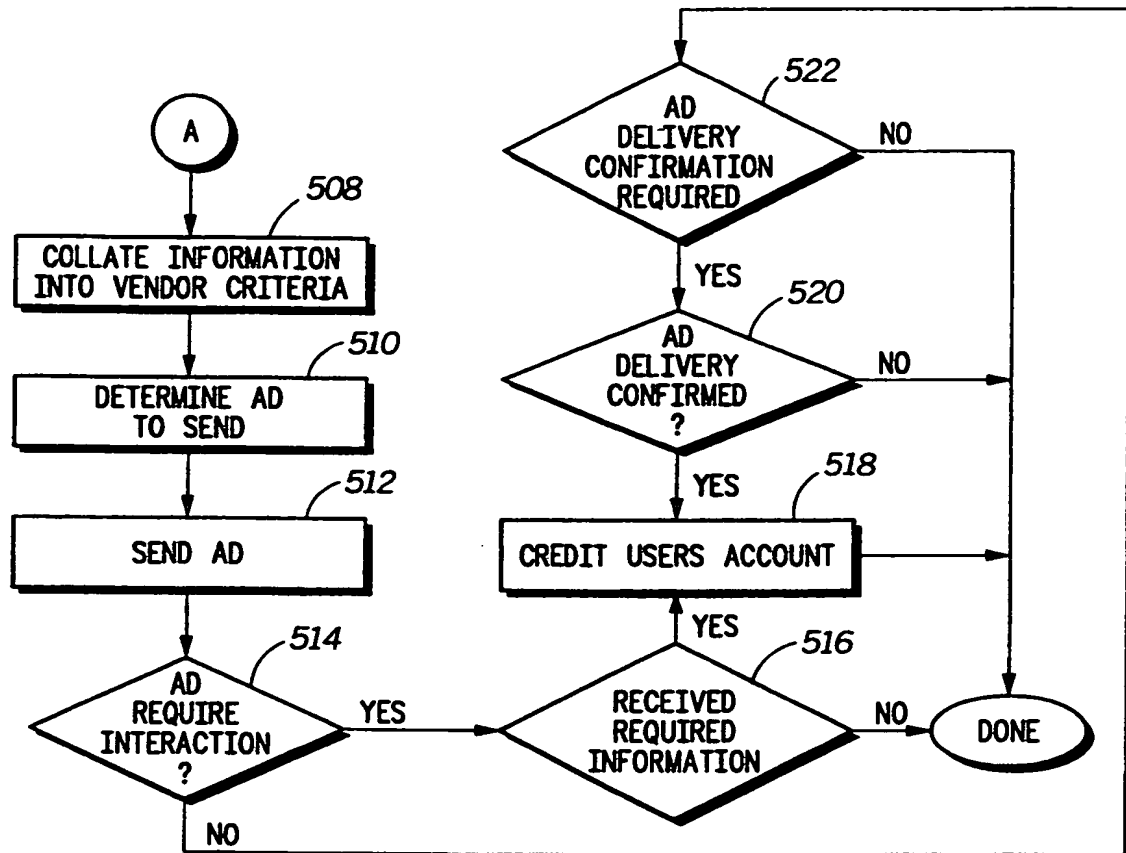 A
508
COLLATE INFORMATION
INTO VENDOR CRITERIA
510
DETERMINE AD
TO SEND
512
SEND AD
514
AD
REQUIRE
INTERACTION
?
YES
NO
522
AD
DELIVERY
CONFIRMATION
REQUIRED
NO
YES
520
AD
DELIVERY
CONFIRMED
?
NO
YES
518
CREDIT USERS ACCOUNT
YES
516
RECEIVED
REQUIRED
INFORMATION
NO
DONE